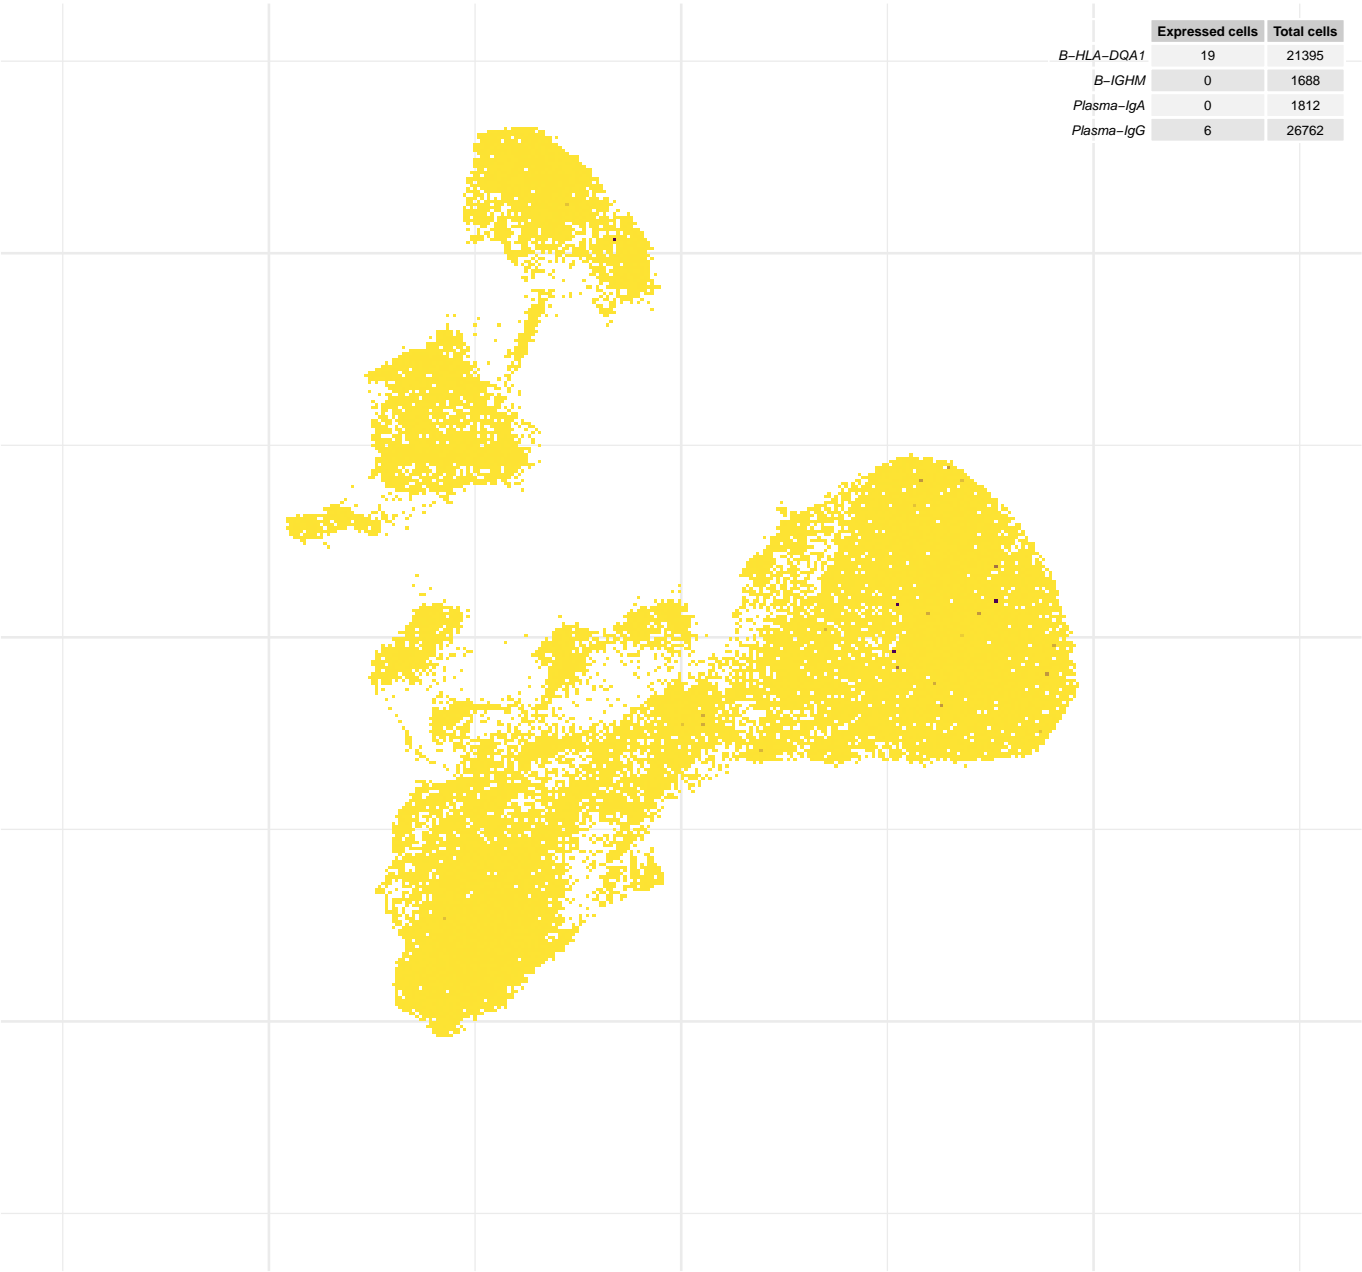 Expressed cells Total cells
B−HLA−DQA1 19 21395
B−IGHM 0 1688
Plasma−IgA 0 1812
Plasma−IgG 6 26762